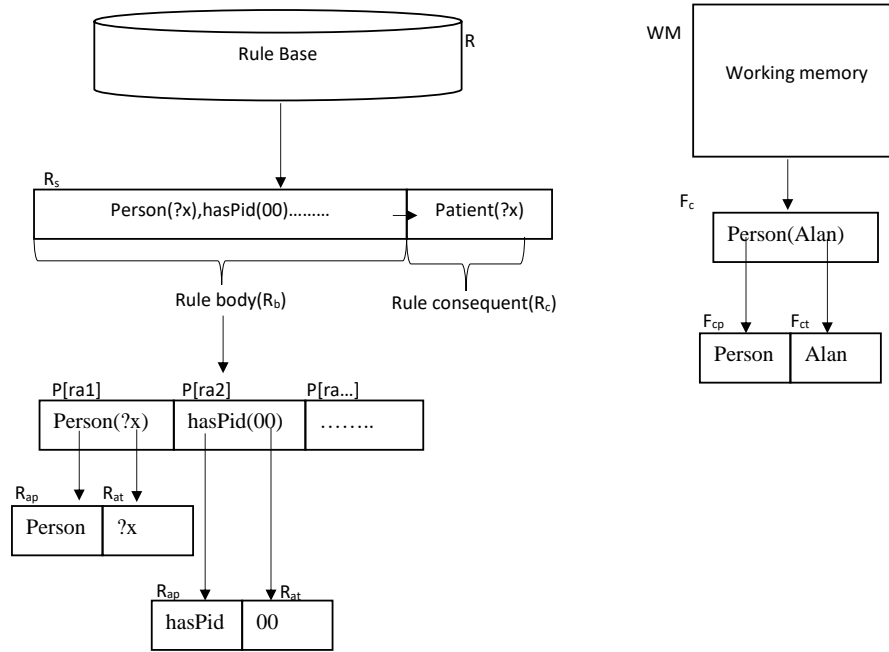 Rule Base
R
WM
Working memory
Rs
Person(?x),hasPid(00)………
Patient(?x)
Fc
Person(Alan)
Rule body(Rb)
Rule consequent(Rc)
Fcp
Fct
Person
Alan
P[ra1]
P[ra2]
P[ra...]
Person(?x)
hasPid(00)
……..
Rap
Rat
Person
?x
Rap
Rat
hasPid
00